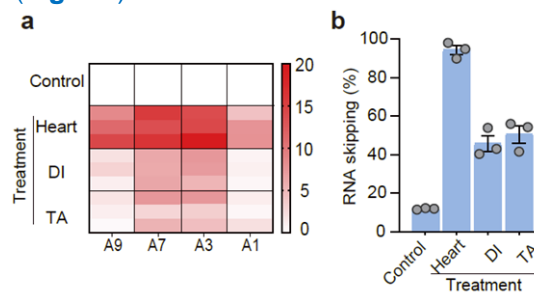 a
Control
Treatment
Heart
DI
TA
20
15
10
5
0
A9 A7 A3 A1
b
RNA skipping (%)
100
80
60
40
20
0
Control
Heart
DI
TA
Treatment